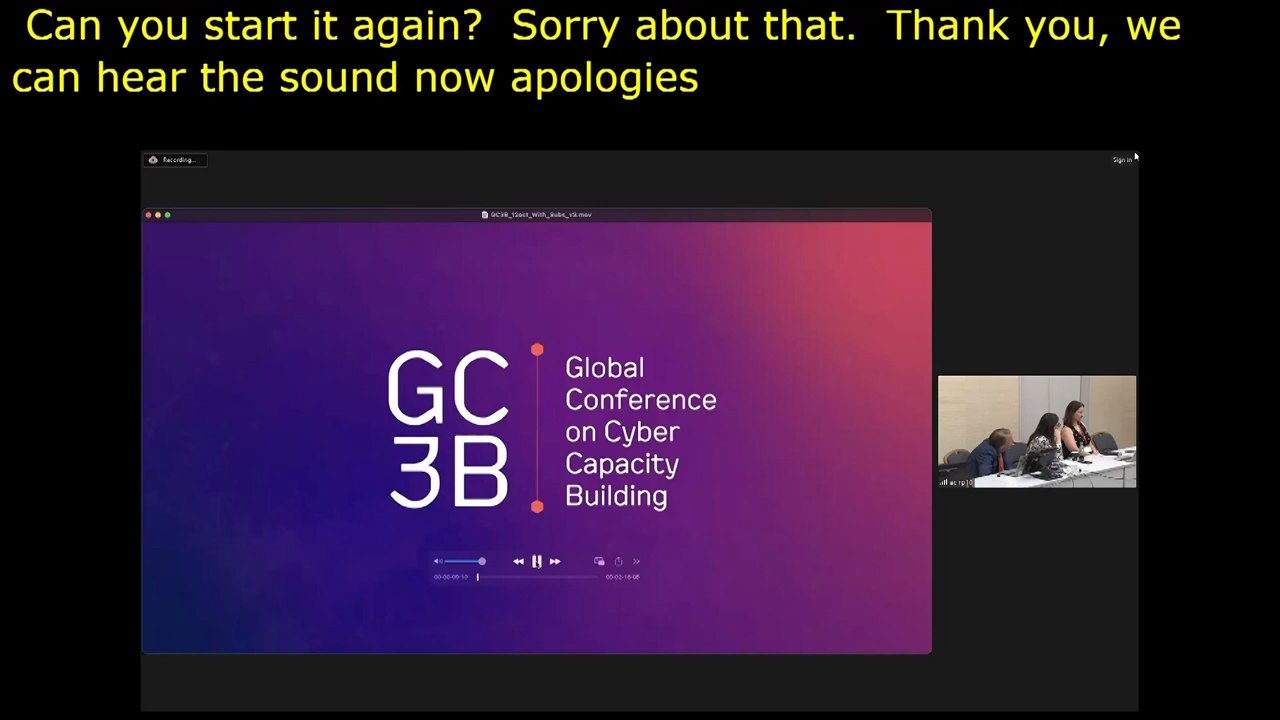 Can you start it again?  Sorry about that.  Thank you, we
can hear the sound now apologies
Recording...
Sign in
GC3B_12oct_With_Subs_v3.mov
GC
3B
Global
Conference
on Cyber
Capacity
Building